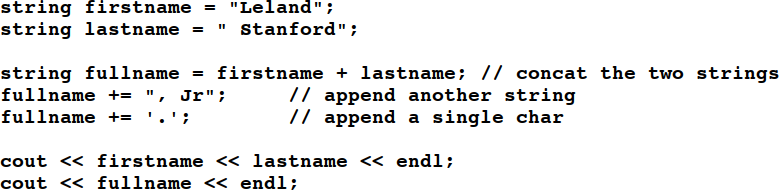 string firstname = "Leland";
string lastname = " Stanford";
string fullname = firstname + lastname; // concat the two strings
fullname += ", Jr";     // append another string
fullname += '.';        // append a single char
cout << firstname << lastname << endl;
cout << fullname << endl;